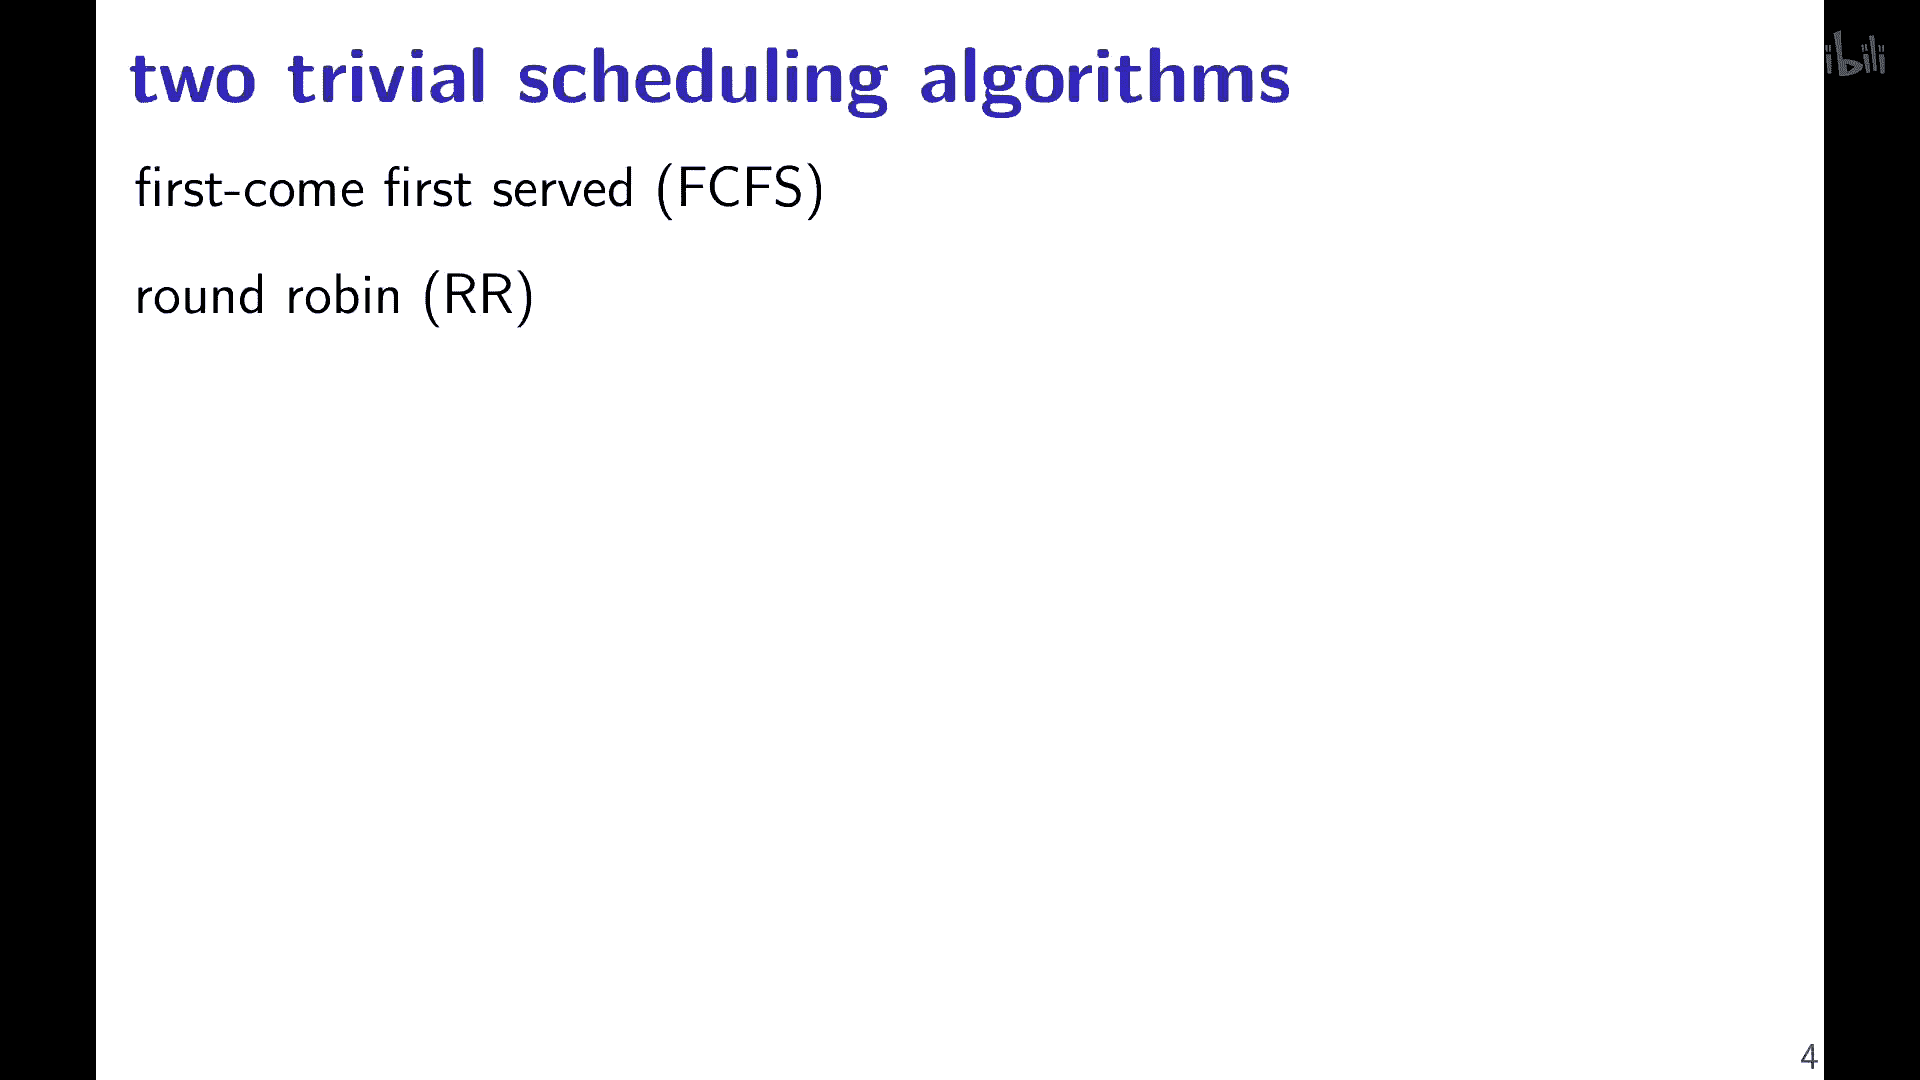 two trivial scheduling algorithms
first-come first served (FCFS)
round robin (RR)
4